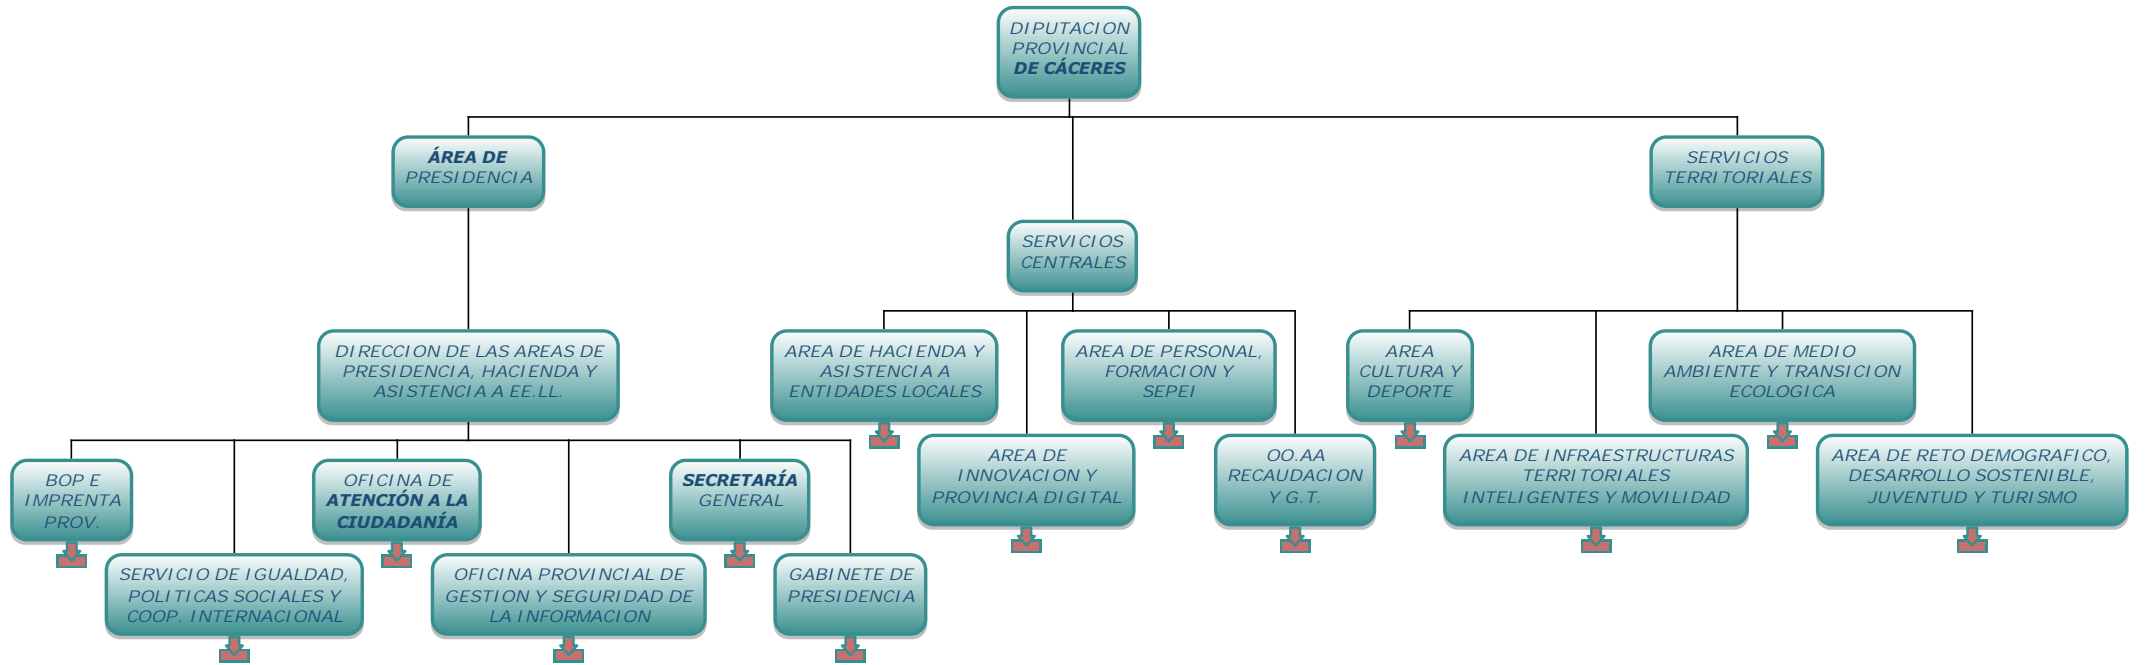 DIPUTACION
PROVINCIAL
DE CÁCERES
ÁREA DE
PRESIDENCIA
SERVICIOS
TERRITORIALES
SERVICIOS
CENTRALES
DIRECCION DE LAS AREAS DE
PRESIDENCIA, HACIENDA Y
ASISTENCIA A EE.LL.
AREA DE HACIENDA Y
ASISTENCIA A
ENTIDADES LOCALES
AREA DE PERSONAL,
FORMACION Y
SEPEI
AREA
CULTURA Y
DEPORTE
AREA DE MEDIO
AMBIENTE Y TRANSICION
ECOLOGICA
AREA DE
INNOVACION Y
PROVINCIA DIGITAL
OO.AA
RECAUDACION
Y G.T.
AREA DE INFRAESTRUCTURAS
TERRITORIALES
INTELIGENTES Y MOVILIDAD
AREA DE RETO DEMOGRAFICO,
DESARROLLO SOSTENIBLE,
JUVENTUD Y TURISMO
BOP E
IMPRENTA
PROV.
OFICINA DE
ATENCIÓN A LA
CIUDADANÍA
SECRETARÍA
GENERAL
SERVICIO DE IGUALDAD,
POLITICAS SOCIALES Y
COOP. INTERNACIONAL
OFICINA PROVINCIAL DE
GESTION Y SEGURIDAD DE
LA INFORMACION
GABINETE DE
PRESIDENCIA